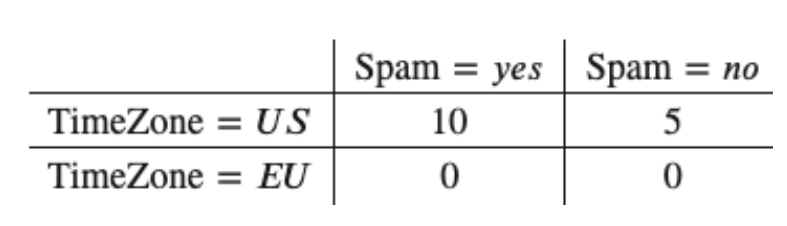 Spam = yes Spam = no
TimeZone = US 10 5
TimeZone = EU 0 0